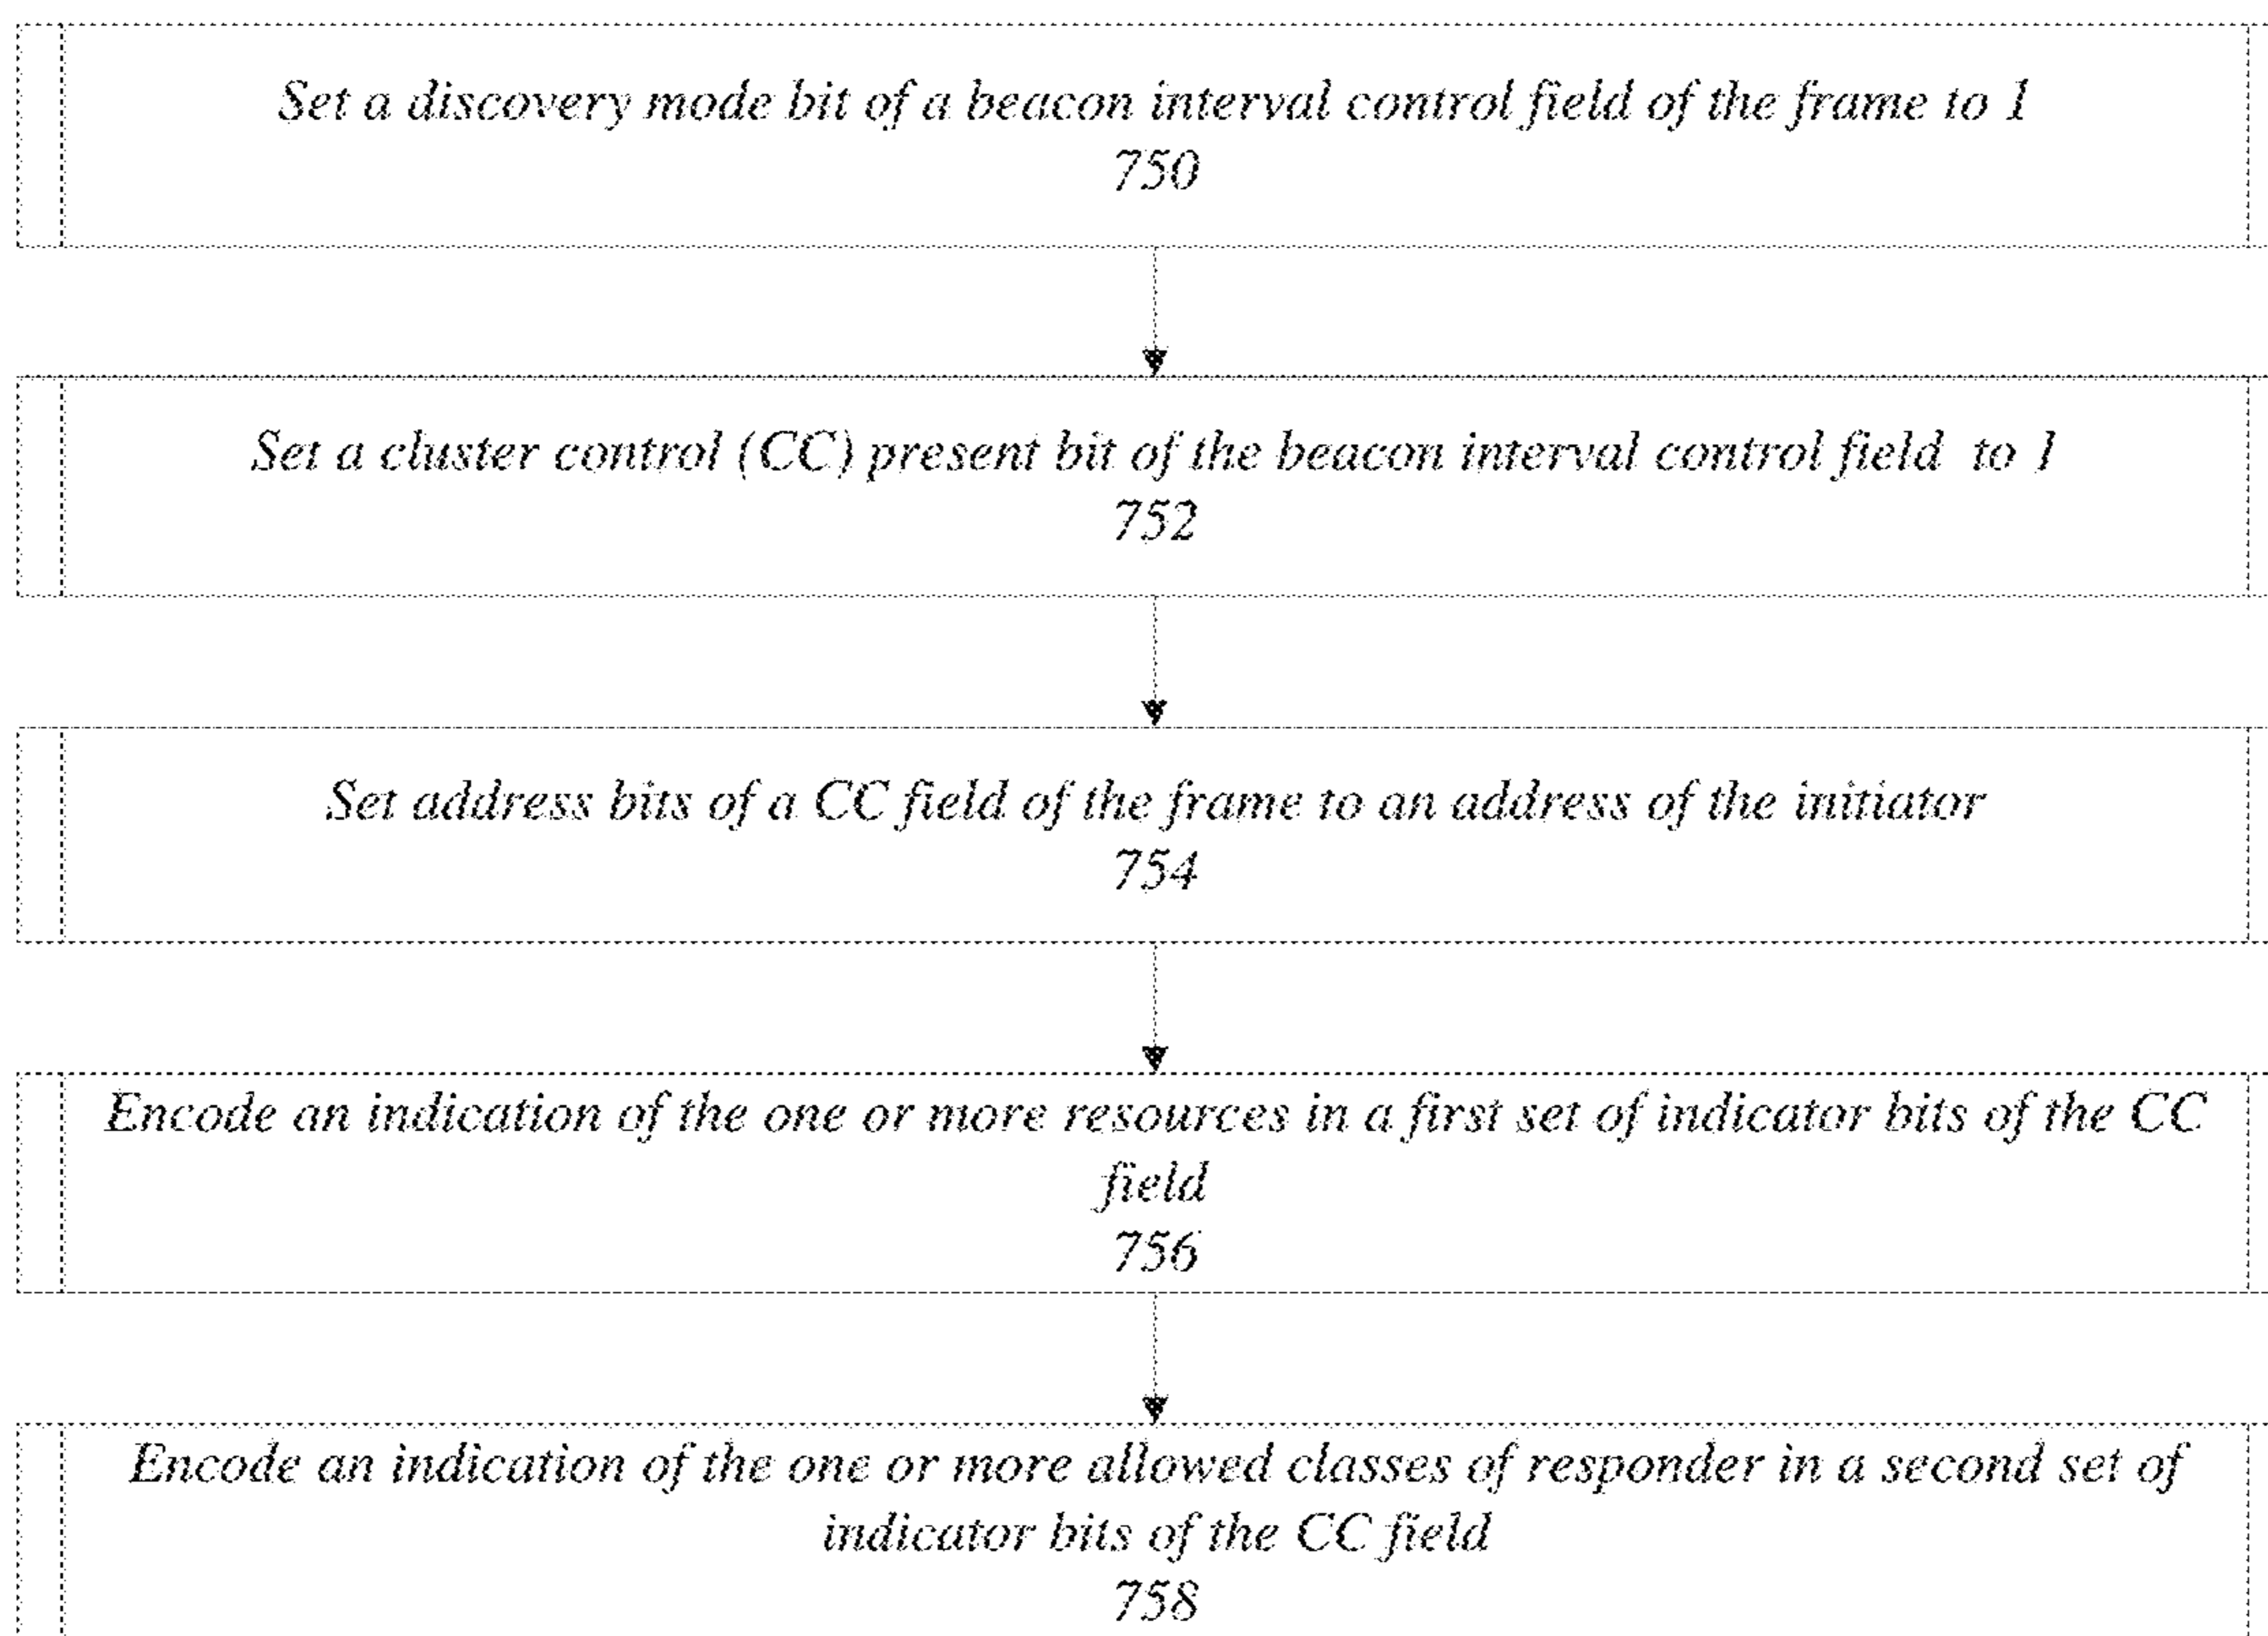 Set a discovery mode bit of a beacon interval control field of the frame to 1
750
Set a cluster control (CC) present bit of the beacon interval control field to 1
752
Set address bits of a CC field of the frame to an address of the initiator
754
Encode an indication of the one or more resources in a first set of indicator bits of the CC
field
756
Encode an indication of the one or more allowed classes of responder in a second set of
indicator bits of the CC field
758